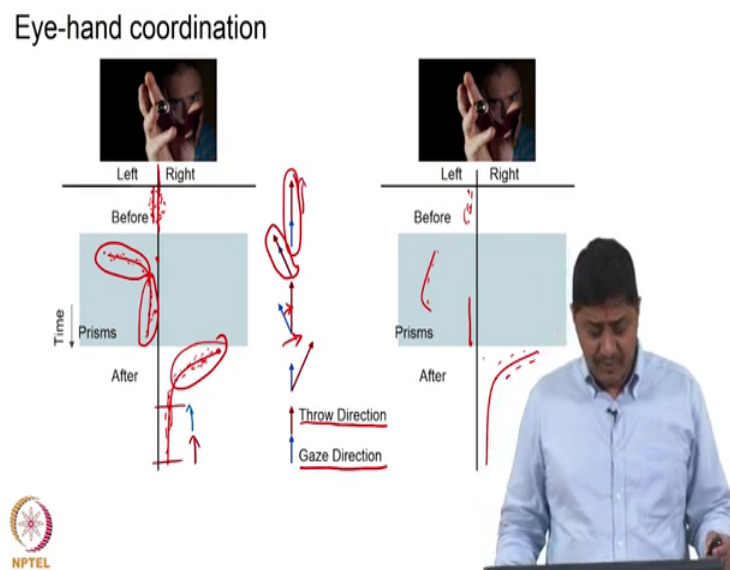 Eye-hand coordination
Left Right
Before
Prisms
After
Time
Throw Direction
Gaze Direction
Left Right
Before
Prisms
After
NPTEL